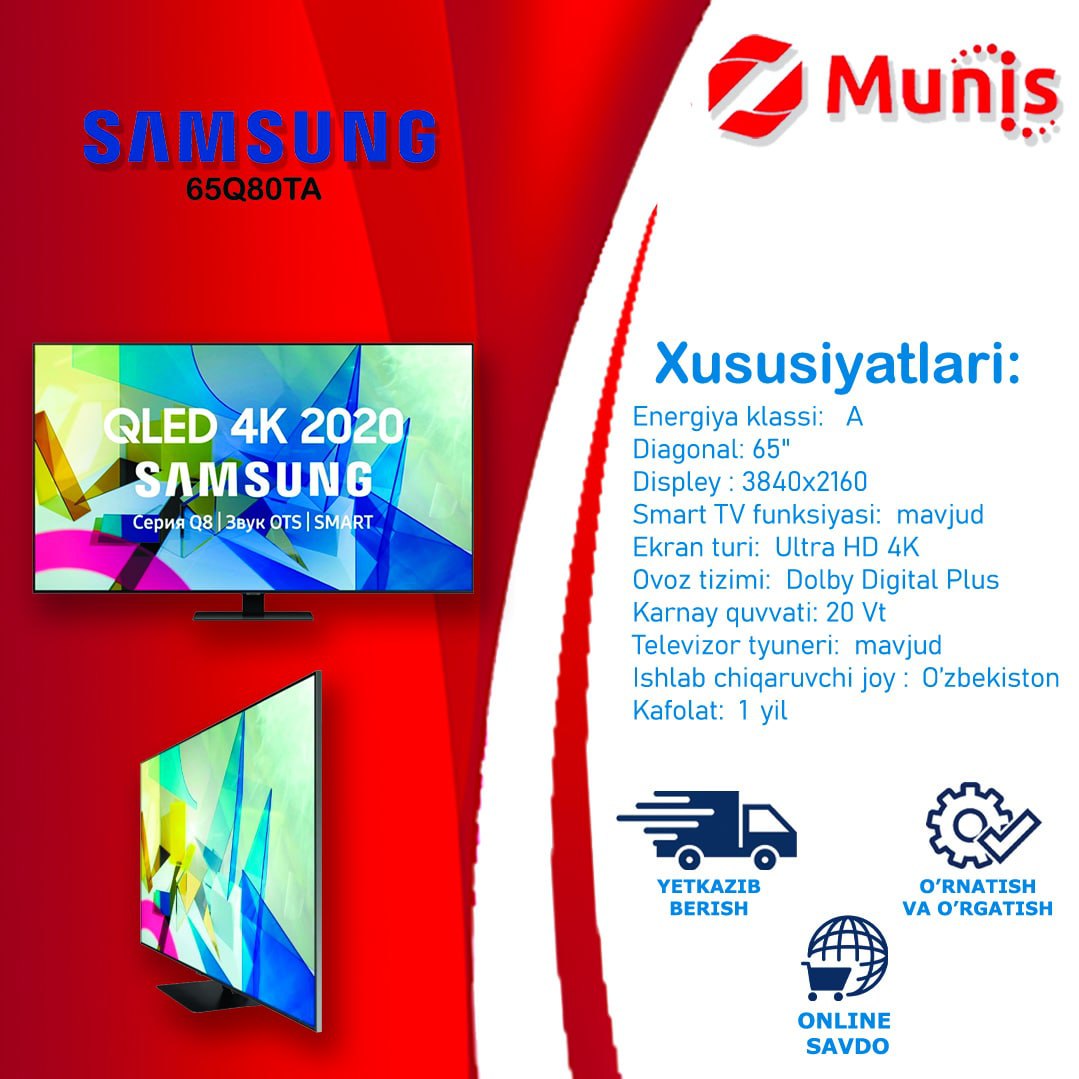 Munis
SAMSUNG
65Q80TA
QLED 4K 2020
SAMSUNG
Серия Q8 | Звук OTS | SMART
Xususiyatlari:
Energiya klassi: A
Diagonal: 65"
Displey : 3840x2160
Smart TV funksiyasi: mavjud
Ekran turi: Ultra HD 4K
Ovoz tizimi: Dolby Digital Plus
Karnay quvvati: 20 Vt
Televizor tyuneri: mavjud
Ishlab chiqaruvchi joy : O'zbekiston
Kafolat: 1 yil
YETKAZIB
BERISH
O'RNATISH
VA O'RGATISH
ONLINE
SAVDO